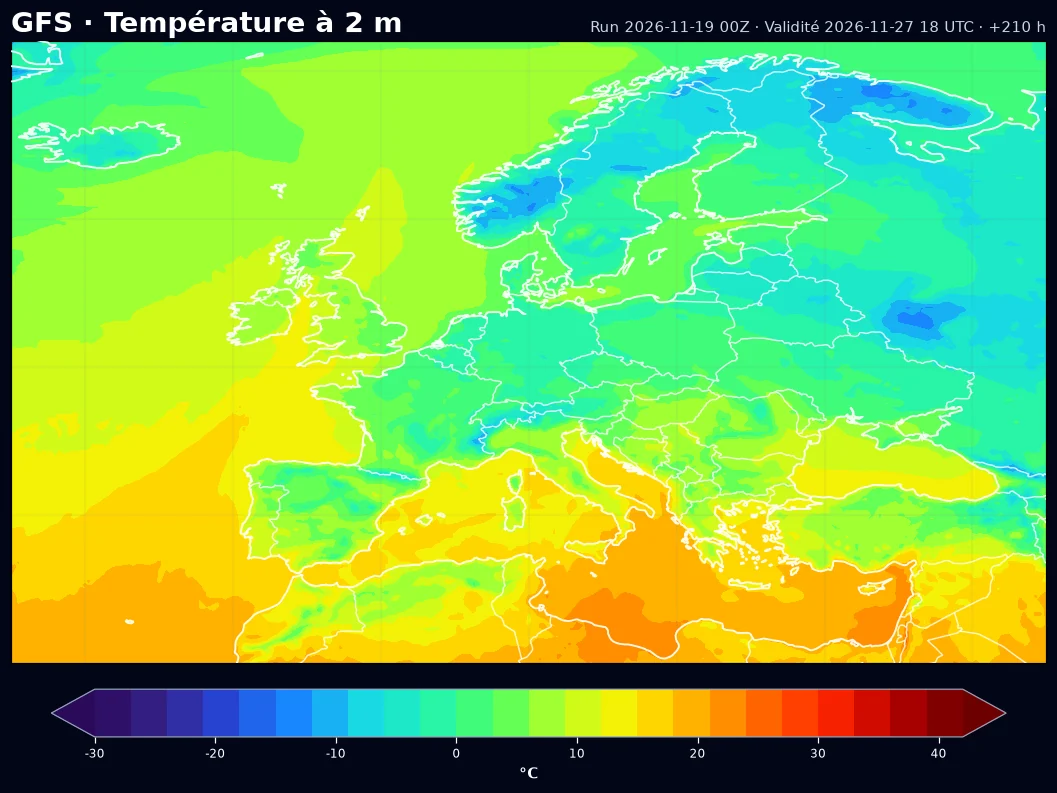 GFS · Température à 2 m
Run 2026-11-19 00Z · Validité 2026-11-27 18 UTC · +210 h
-30 -20 -10 0 10 20 30 40
°C